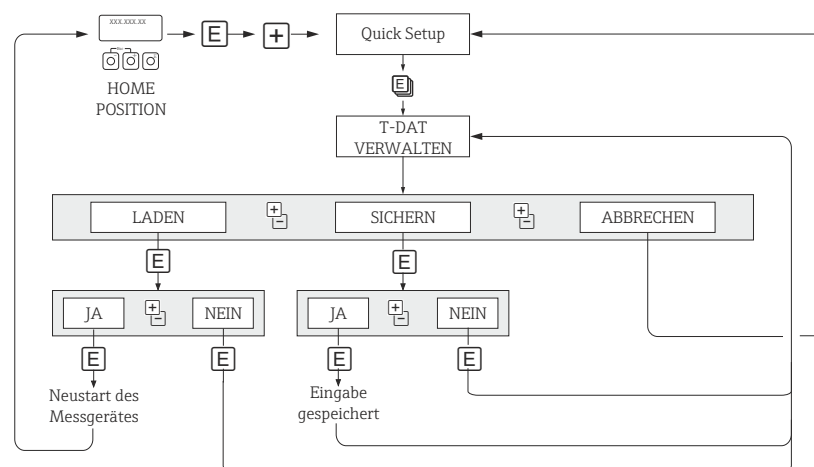 XXX.XXX.XX
Esc
E
+
Quick Setup
HOME
POSITION
E
T-DAT
VERWALTEN
LADEN
+
-
SICHERN
+
-
ABBRECHEN
E
E
JA
+
-
NEIN
JA
+
-
NEIN
E
E
E
E
Neustart des
Messgerätes
Eingabe
gespeichert